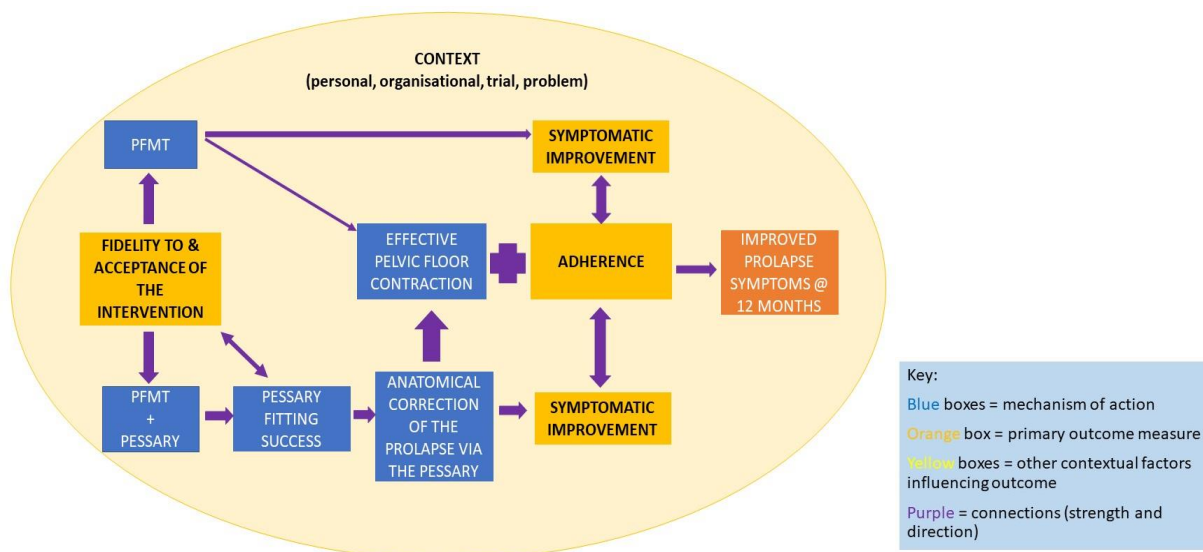 CONTEXT
(personal, organisational, trial, problem)
PFMT
SYMPTOMATIC
IMPROVEMENT
FIDELITY TO &
ACCEPTANCE OF
THE
INTERVENTION
EFFECTIVE
PELVIC FLOOR
CONTRACTION
ADHERENCE
IMPROVED
PROLAPSE
SYMPTOMS @
12 MONTHS
PFMT
+
PESSARY
PESSARY
FITTING
SUCCESS
ANATOMICAL
CORRECTION
OF THE
PROLAPSE VIA
THE PESSARY
SYMPTOMATIC
IMPROVEMENT
Key:
Blue boxes = mechanism of action
Orange box = primary outcome measure
Yellow boxes = other contextual factors
influencing outcome
Purple = connections (strength and
direction)